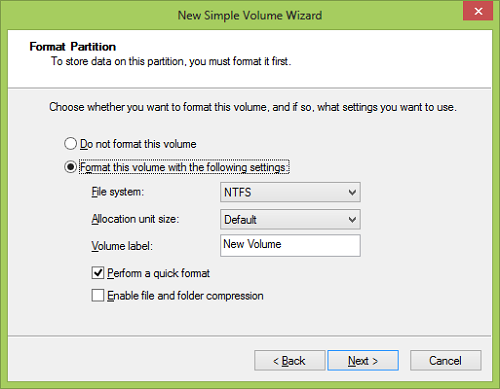 New Simple Volume Wizard
Format Partition
To store data on this partition, you must format it first.
Choose whether you want to format this volume, and if so, what settings you want to use.
Do not format this volume
Format this volume with the following settings:
File system: NTFS
Allocation unit size: Default
Volume label: New Volume
Perform a quick format
Enable file and folder compression
< Back Next > Cancel